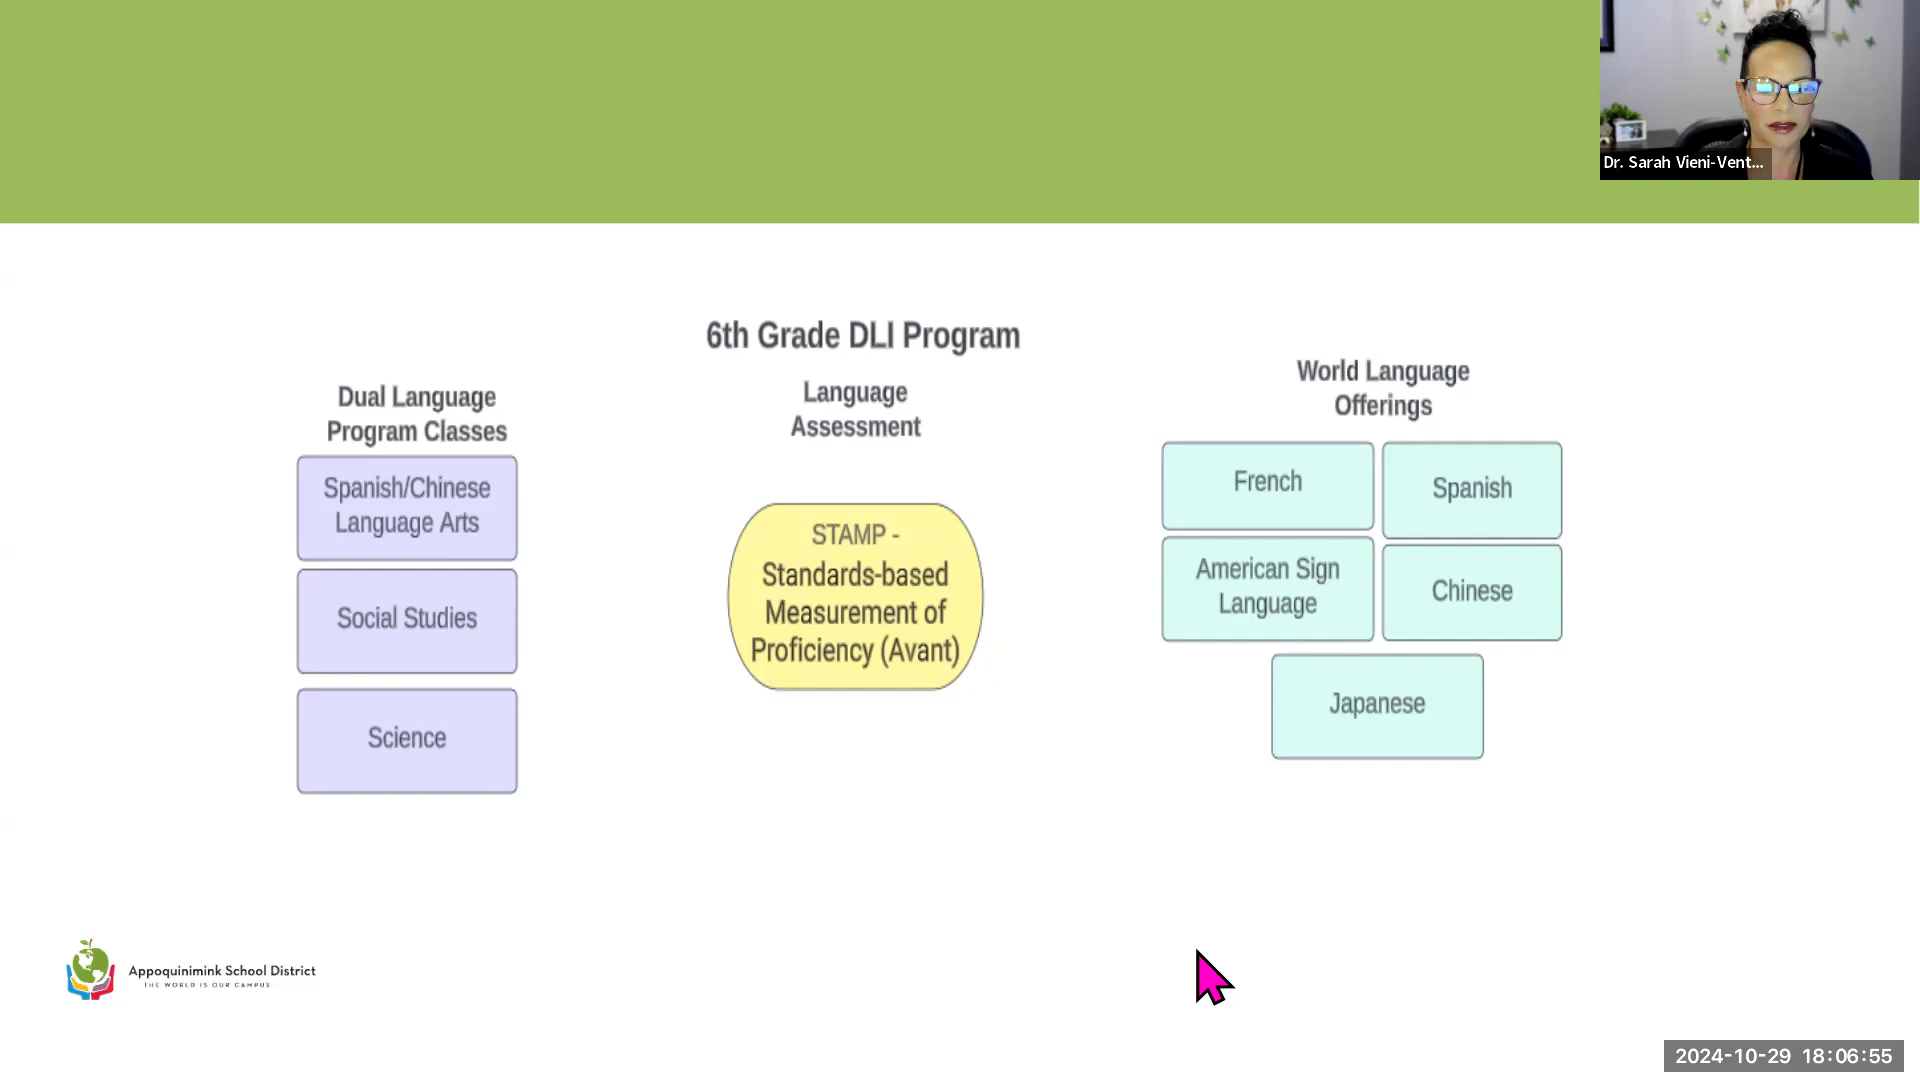 Dr. Sarah Vieni-Vent...
6th Grade DLI Program
Dual Language
Program Classes
Spanish/Chinese
Language Arts
Social Studies
Science
Language
Assessment
STAMP -
Standards-based
Measurement of
Proficiency (Avant)
World Language
Offerings
French
Spanish
American Sign
Language
Chinese
Japanese
Appoquinimink School District
THE WORLD IS OUR CAMPUS
2024-10-29 18:06:55